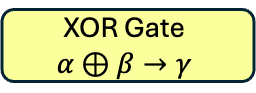 XOR Gate
𝛼 ⨁ 𝛽 → 𝛾